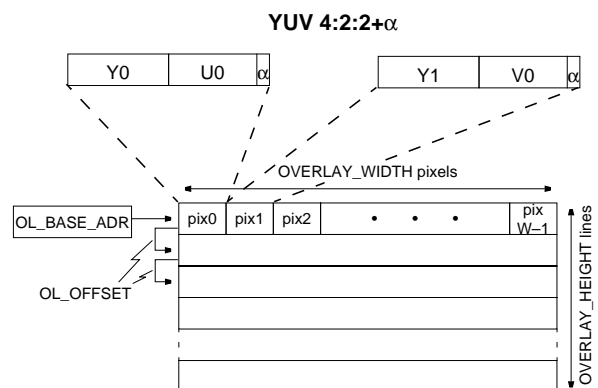 YUV 4:2:2+α
Y0 U0 α
Y1 V0 α
OVERLAY_WIDTH pixels
OL_BASE_ADR
pix0 pix1 pix2 • • • pix
W–1
OL_OFFSET
OVERLAY_HEIGHT lines